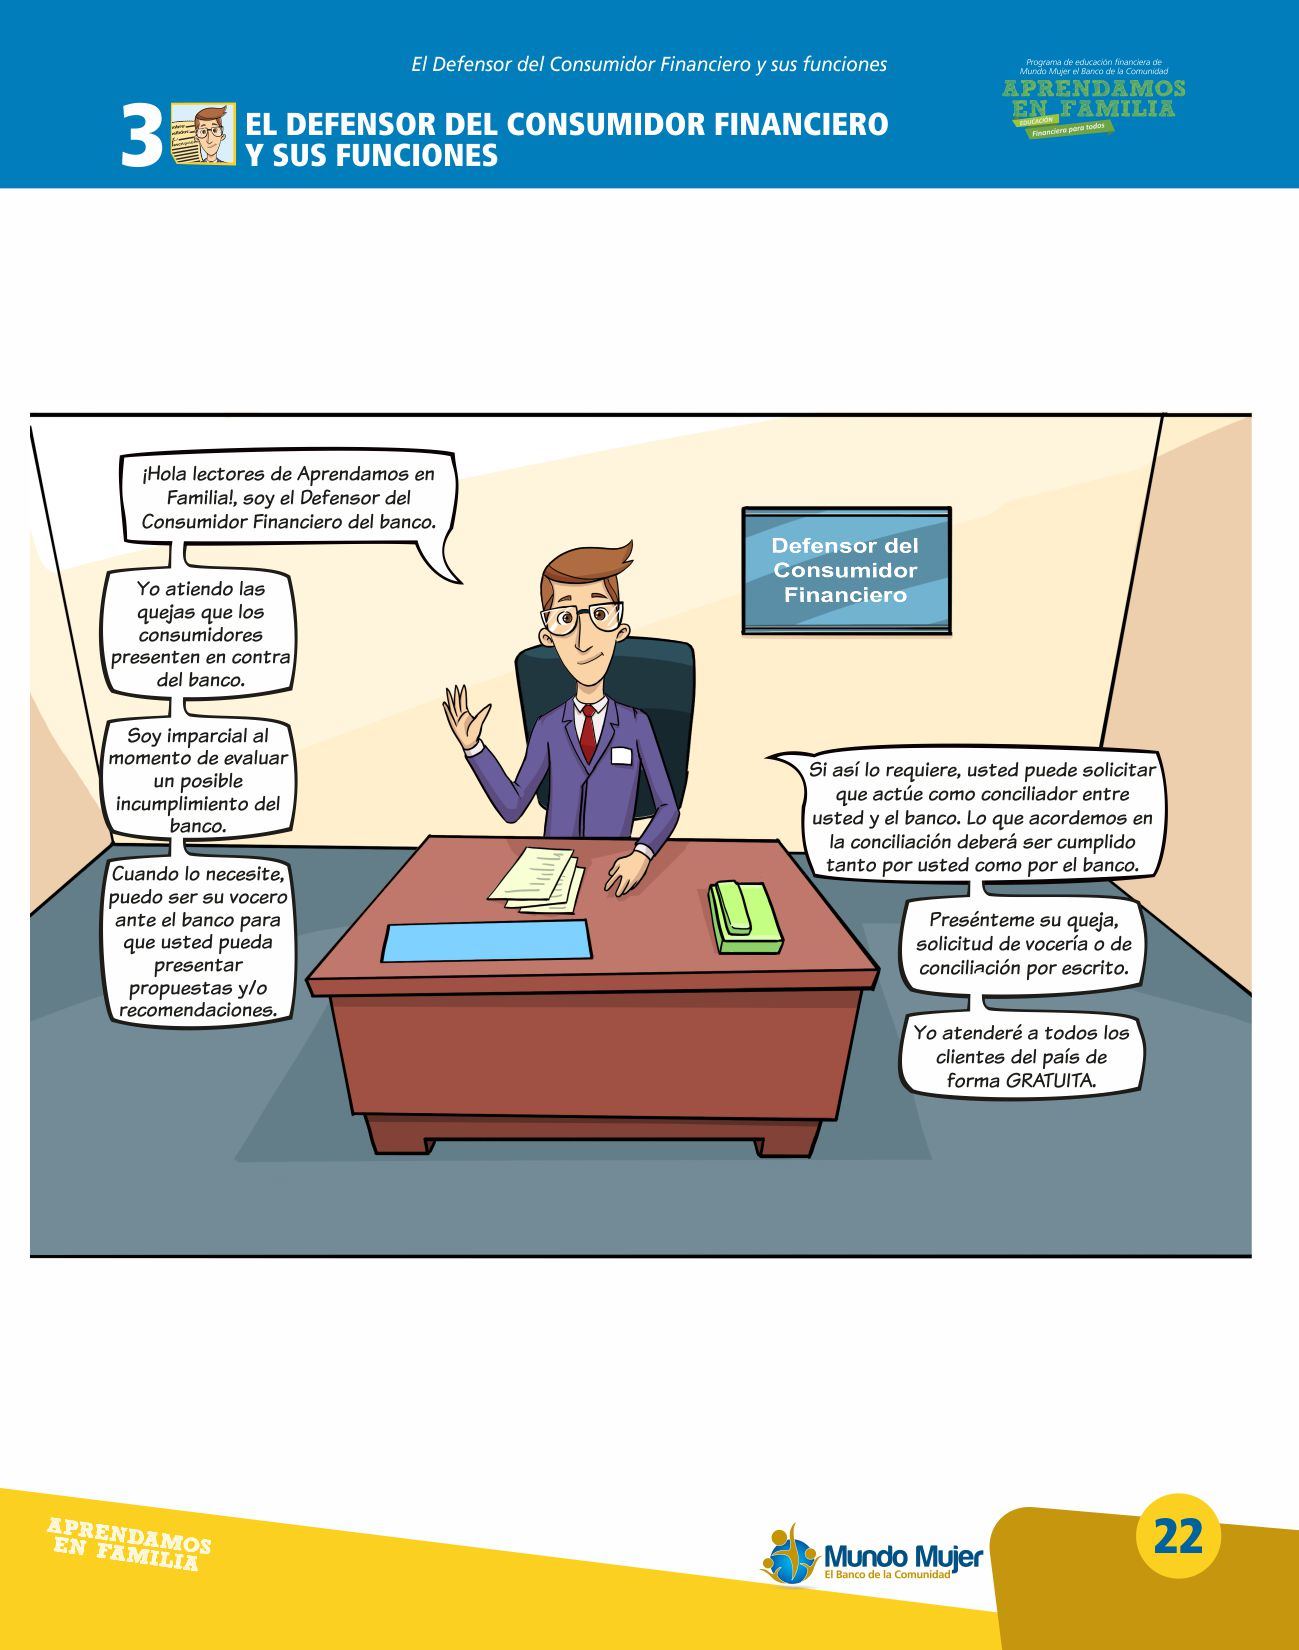 El Defensor del Consumidor Financiero y sus funciones
Programa de educación financiera de
Mundo Mujer el Banco de la Comunidad
APRENDAMOS
EN FAMILIA
EDUCACIÓN
Financiera para todos
3
EL DEFENSOR DEL CONSUMIDOR FINANCIERO
Y SUS FUNCIONES
¡Hola lectores de Aprendamos en
Familia!, soy el Defensor del
Consumidor Financiero del banco.
Yo atiendo las
quejas que los
consumidores
presenten en contra
del banco.
Soy imparcial al
momento de evaluar
un posible
incumplimiento del
banco.
Cuando lo necesite,
puedo ser su vocero
ante el banco para
que usted pueda
presentar
propuestas y/o
recomendaciones.
Defensor del
Consumidor
Financiero
Si así lo requiere, usted puede solicitar
que actúe como conciliador entre
usted y el banco. Lo que acordemos en
la conciliación deberá ser cumplido
tanto por usted como por el banco.
Presénteme su queja,
solicitud de vocería o de
conciliación por escrito.
Yo atenderé a todos los
clientes del país de
forma GRATUITA.
APRENDAMOS
EN FAMILIA
Mundo Mujer
El Banco de la Comunidad
22